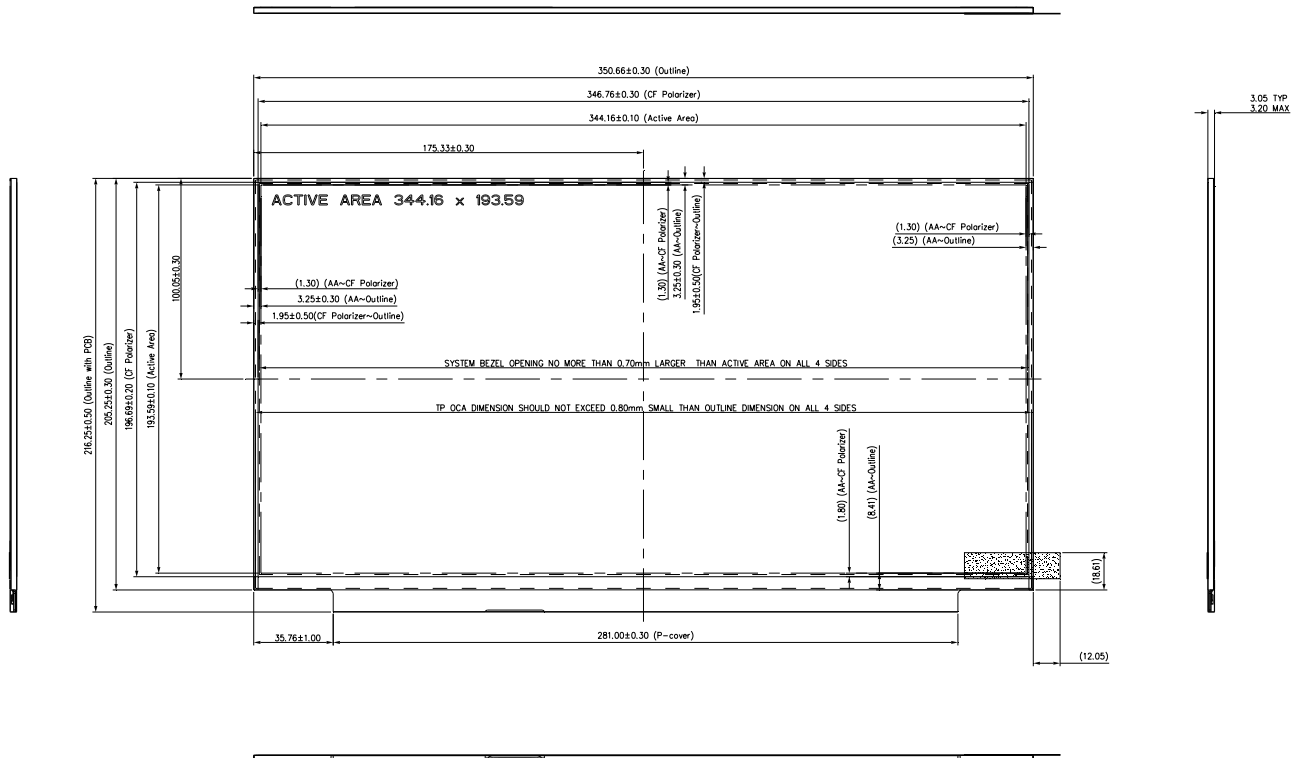 350.66±0.30 (Outline)
346.76±0.30 (CF Polarizer)
3.05 TYP
3.20 MAX
344.16±0.10 (Active Area)
175.33±0.30
ACTIVE AREA 344.16 x 193.59
(1.30) (AA~CF Polarizer)
3.25±0.30 (AA~Outline)
1.95±0.50(CF Polarizer~Outline)
(1.30) (AA~CF Polarizer)
(3.25) (AA~Outline)
100.05±0.30
(1.30) (AA~CF Polarizer)
3.25±0.30 (AA~Outline)
1.95±0.50(CF Polarizer~Outline)
216.25±0.50 (Outline with PCB)
205.25±0.30 (Outline)
196.69±0.20 (CF Polarizer)
193.59±0.10 (Active Area)
SYSTEM BEZEL OPENING NO MORE THAN 0.70mm LARGER THAN ACTIVE AREA ON ALL 4 SIDES
TP OCA DIMENSION SHOULD NOT EXCEED 0.80mm SMALL THAN OUTLINE DIMENSION ON ALL 4 SIDES
(1.80) (AA~CF Polarizer)
(8.41) (AA~Outline)
(18.61)
35.76±1.00
281.00±0.30 (P-cover)
(12.05)